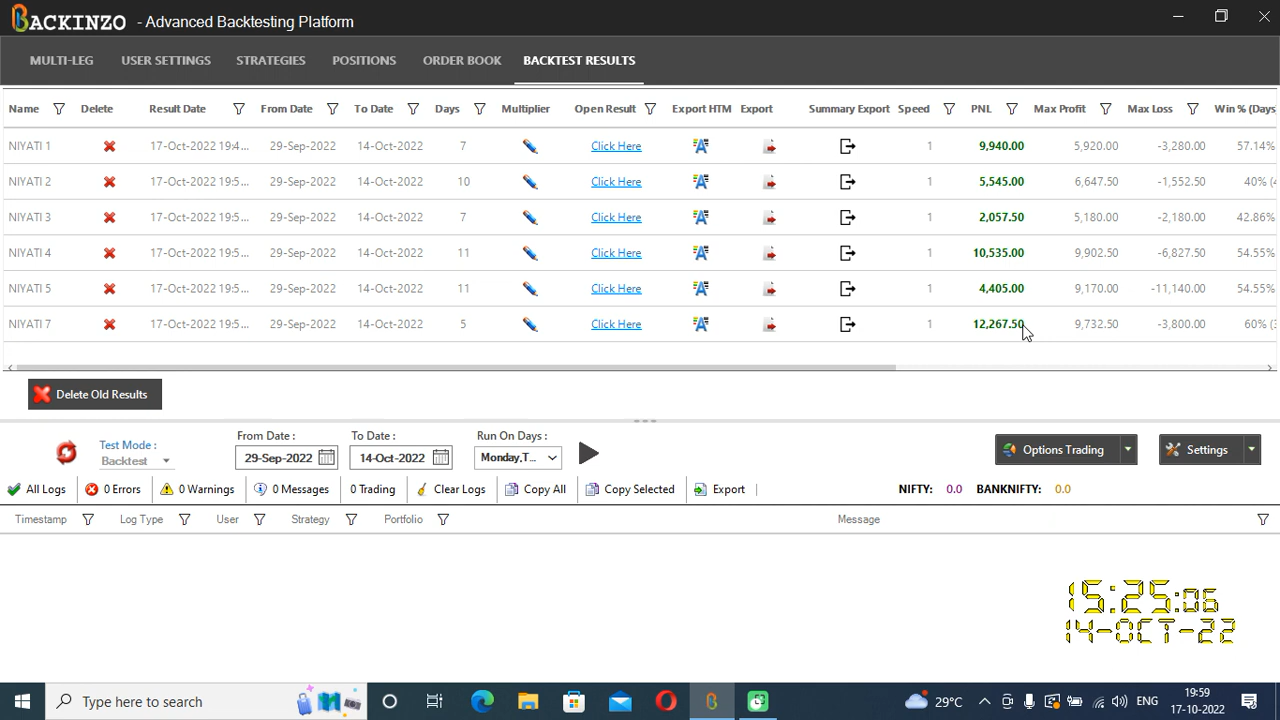 BACKINZO - Advanced Backtesting Platform
MULTI-LEG USER SETTINGS STRATEGIES POSITIONS ORDER BOOK BACKTEST RESULTS
Name Delete Result Date From Date To Date Days Multiplier Open Result Export HTM Export Summary Export Speed PNL Max Profit Max Loss Win % (Days
NIYATI 1 17-Oct-2022 19:4... 29-Sep-2022 14-Oct-2022 7 Click Here 1 9,940.00 5,920.00 -3,280.00 57.14%
NIYATI 2 17-Oct-2022 19:5... 29-Sep-2022 14-Oct-2022 10 Click Here 1 5,545.00 6,647.50 -1,552.50 40% (4
NIYATI 3 17-Oct-2022 19:5... 29-Sep-2022 14-Oct-2022 7 Click Here 1 2,057.50 5,180.00 -2,180.00 42.86%
NIYATI 4 17-Oct-2022 19:5... 29-Sep-2022 14-Oct-2022 11 Click Here 1 10,535.00 9,902.50 -6,827.50 54.55%
NIYATI 5 17-Oct-2022 19:5... 29-Sep-2022 14-Oct-2022 11 Click Here 1 4,405.00 9,170.00 -11,140.00 54.55%
NIYATI 7 17-Oct-2022 19:5... 29-Sep-2022 14-Oct-2022 5 Click Here 1 12,267.50 9,732.50 -3,800.00 60% (3
Delete Old Results
From Date : To Date : Run On Days :
Test Mode :
Backtest 29-Sep-2022 14-Oct-2022 Monday,T... Options Trading Settings
All Logs 0 Errors 0 Warnings 0 Messages 0 Trading Clear Logs Copy All Copy Selected Export NIFTY: 0.0 BANKNIFTY: 0.0
Timestamp Log Type User Strategy Portfolio Message
15:25:06
14-OCT-22
Type here to search 29°C ENG 19:59
17-10-2022